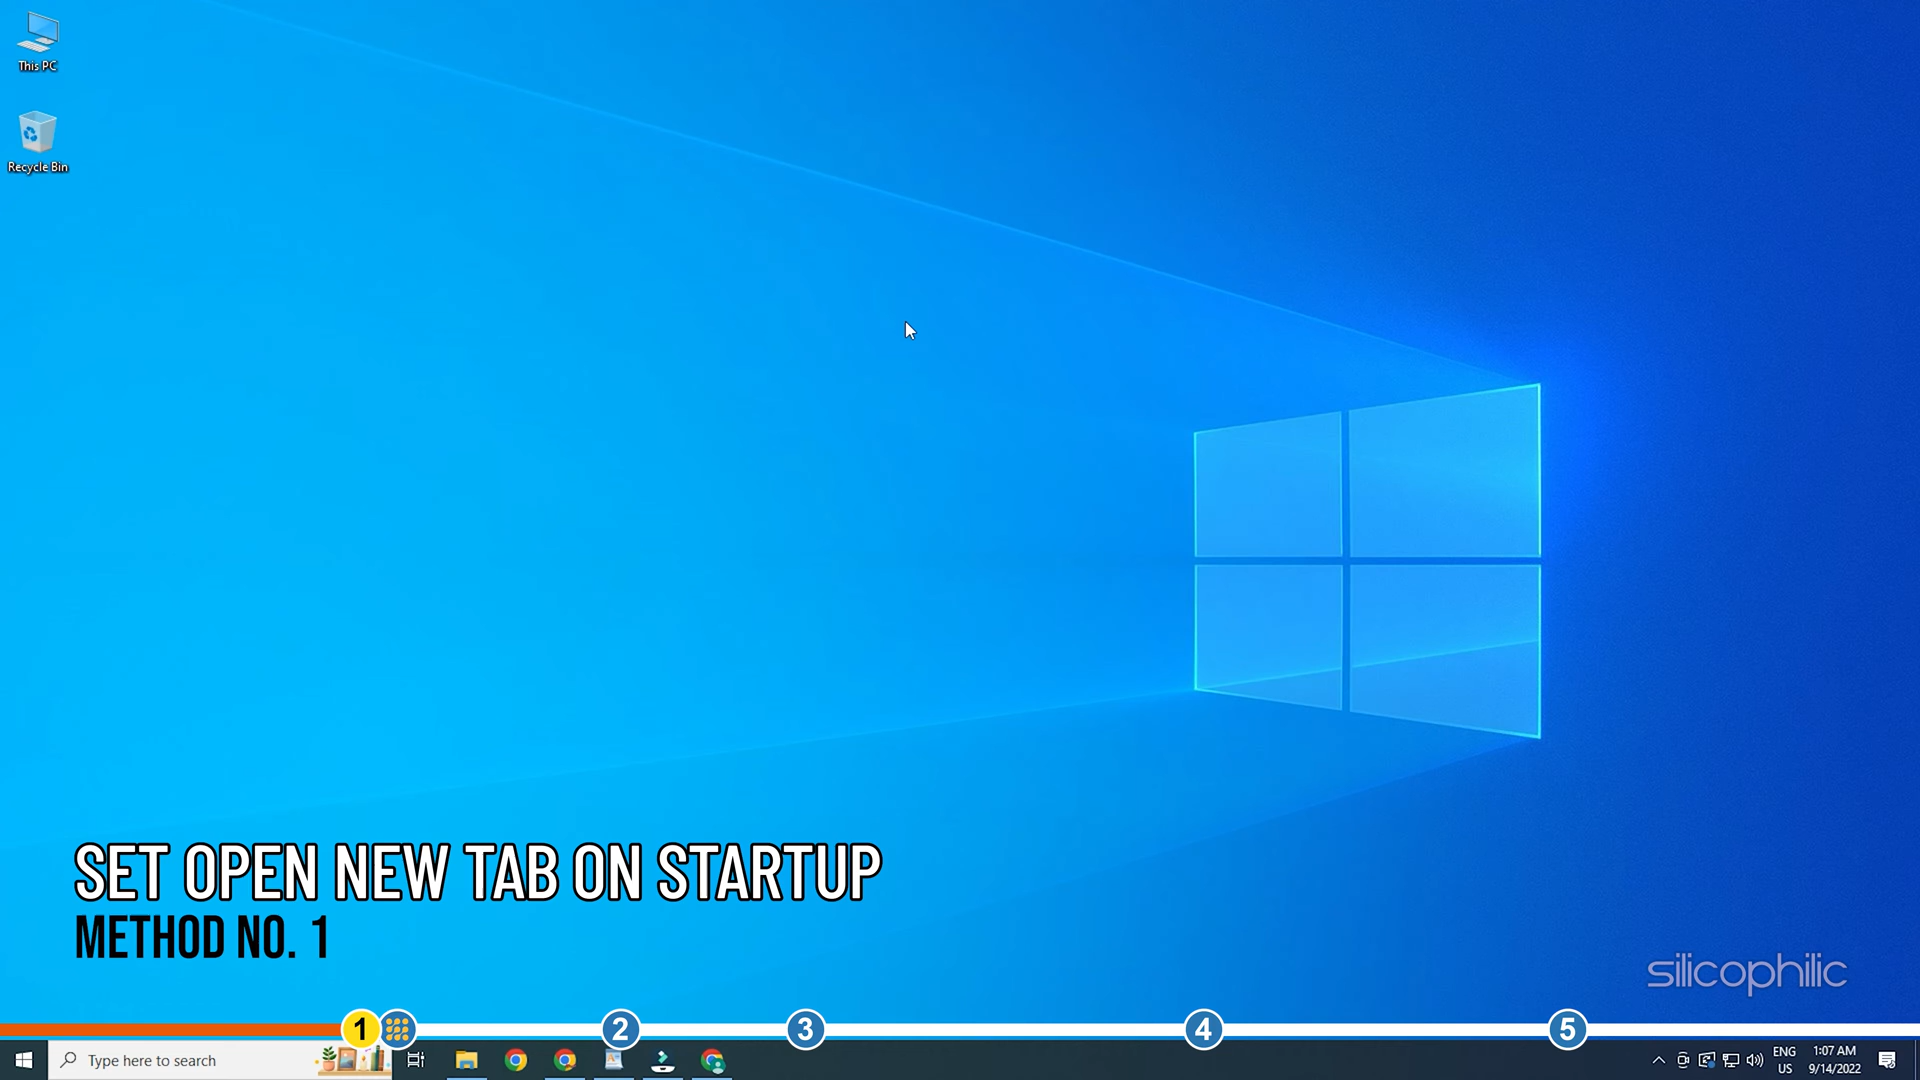 This PC
Recycle Bin
SET OPEN NEW TAB ON STARTUP
METHOD NO. 1
silicophilic
1
2
3
4
5
Type here to search
ENG
US
1:07 AM
9/14/2022